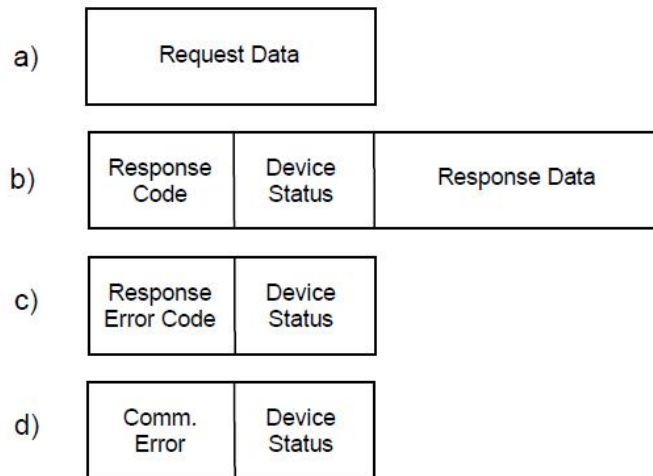 a)
Request Data
b)
Response
Code
Device
Status
Response Data
c)
Response
Error Code
Device
Status
d)
Comm.
Error
Device
Status